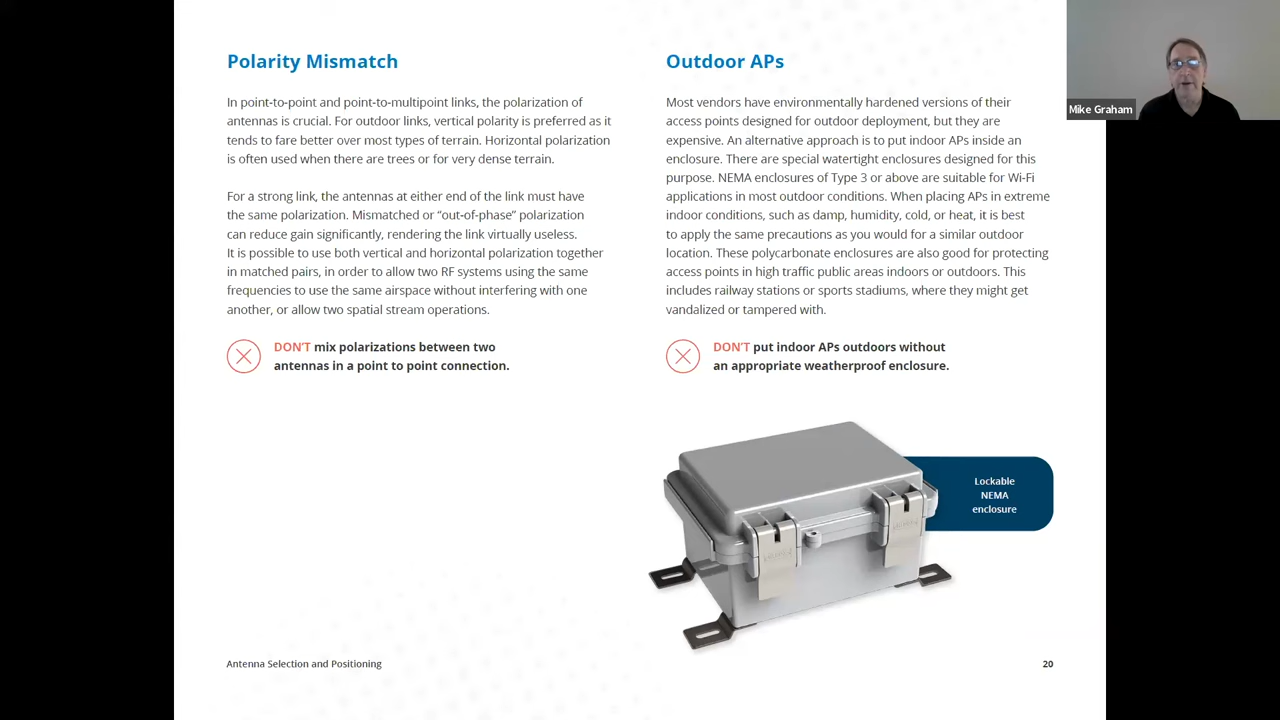 Polarity Mismatch
In point-to-point and point-to-multipoint links, the polarization of
antennas is crucial. For outdoor links, vertical polarity is preferred as it
tends to fare better over most types of terrain. Horizontal polarization
is often used when there are trees or for very dense terrain.
For a strong link, the antennas at either end of the link must have
the same polarization. Mismatched or “out-of-phase” polarization
can reduce gain significantly, rendering the link virtually useless.
It is possible to use both vertical and horizontal polarization together
in matched pairs, in order to allow two RF systems using the same
frequencies to use the same airspace without interfering with one
another, or allow two spatial stream operations.
DON’T mix polarizations between two
antennas in a point to point connection.
Outdoor APs
Most vendors have environmentally hardened versions of their
access points designed for outdoor deployment, but they are
expensive. An alternative approach is to put indoor APs inside an
enclosure. There are special watertight enclosures designed for this
purpose. NEMA enclosures of Type 3 or above are suitable for Wi-Fi
applications in most outdoor conditions. When placing APs in extreme
indoor conditions, such as damp, humidity, cold, or heat, it is best
to apply the same precautions as you would for a similar outdoor
location. These polycarbonate enclosures are also good for protecting
access points in high traffic public areas indoors or outdoors. This
includes railway stations or sports stadiums, where they might get
vandalized or tampered with.
DON’T put indoor APs outdoors without
an appropriate weatherproof enclosure.
Lockable
NEMA
enclosure
Antenna Selection and Positioning
20
Mike Graham